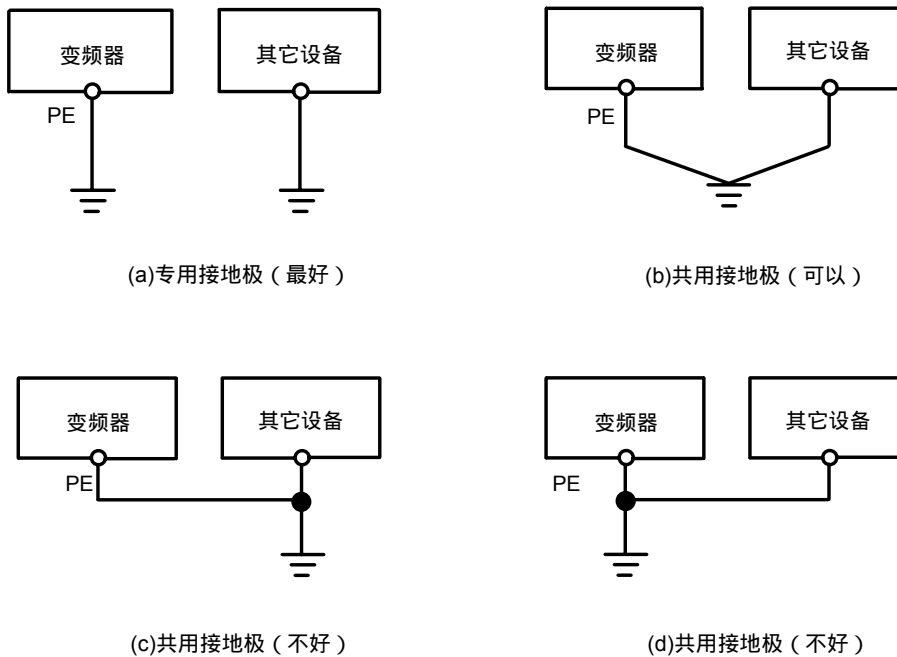 变频器 其它设备 变频器 其它设备
PE PE
(a)专用接地极（最好） (b)共用接地极（可以）
变频器 其它设备 变频器 其它设备
PE PE
(c)共用接地极（不好） (d)共用接地极（不好）